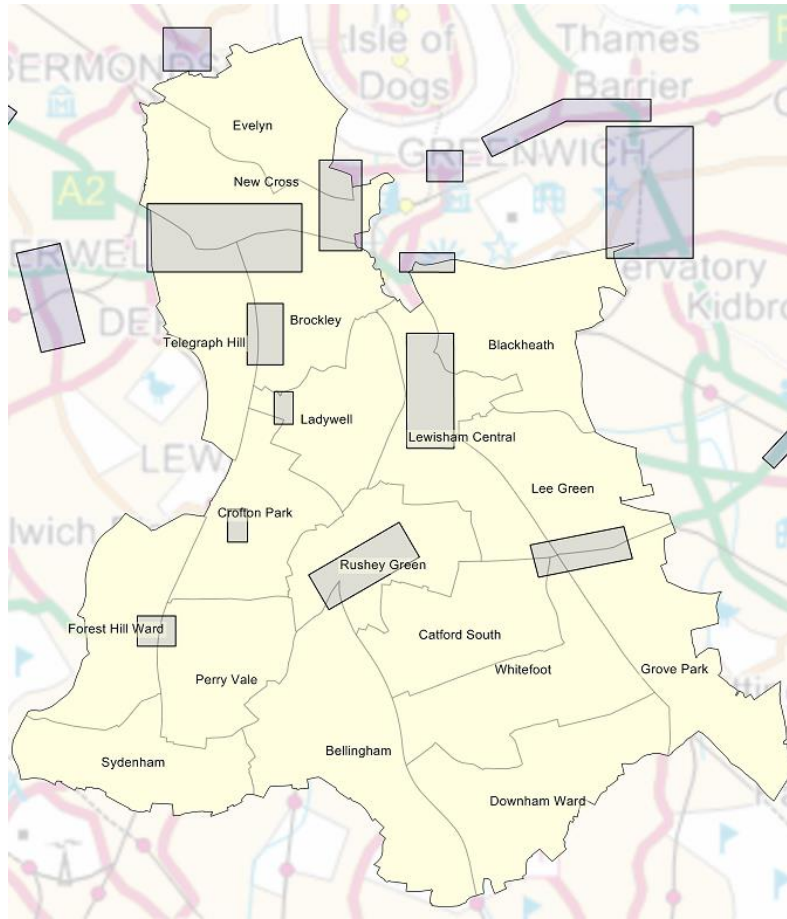 Isle of
Dogs
Thames
Barrier
BERMONDS
Evelyn
GREENWICH
New Cross
A2
ERWEL
servatory
Kidbro
DE
Brockley
Telegraph Hill
Blackheath
Ladywell
Lewisham Central
LEW
Lee Green
Crofton Park
lwich
Rushey Green
Forest Hill Ward
Catford South
Whitefoot
Grove Park
Perry Vale
Bellingham
Sydenham
Downham Ward